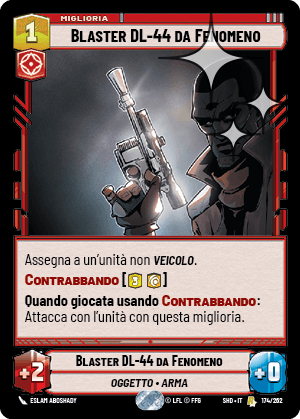 MIGLIORIA
1
BLASTER DL-44 DA FENOMENO
Assegna a un'unità non VEICOLO.
CONTRABBANDO [3]
Quando giocata usando CONTRABBANDO:
Attacca con l'unità con questa miglioria.
+2
BLASTER DL-44 DA FENOMENO
+0
OGGETTO • ARMA
ESLAM ABOSHADY
© LFL © FFG
SHD • IT
174/262